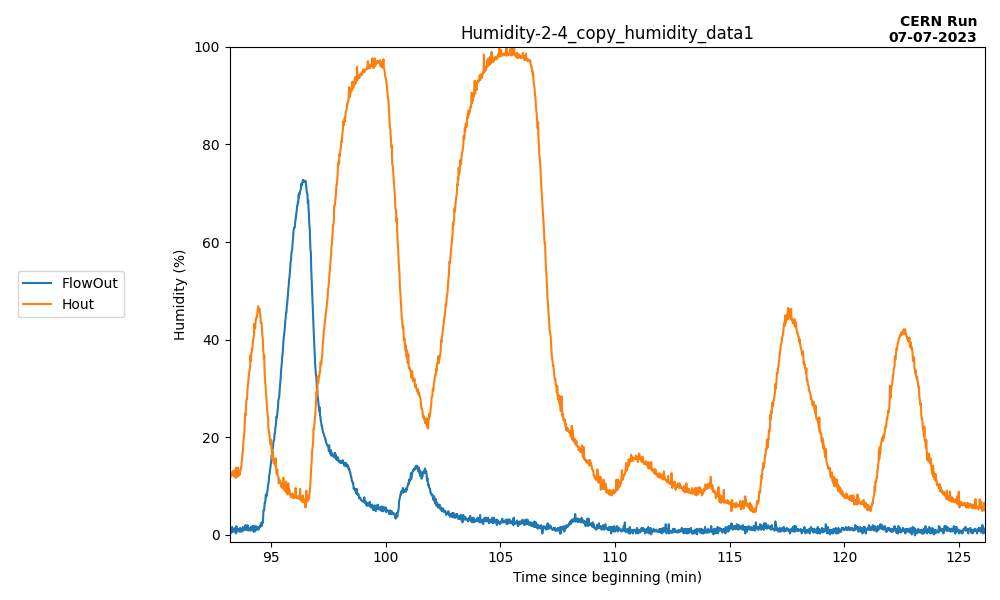 CERN Run
07-07-2023
Humidity-2-4_copy_humidity_data1
100
80
60
40
20
0
Humidity (%)
FlowOut
Hout
95 100 105 110 115 120 125
Time since beginning (min)